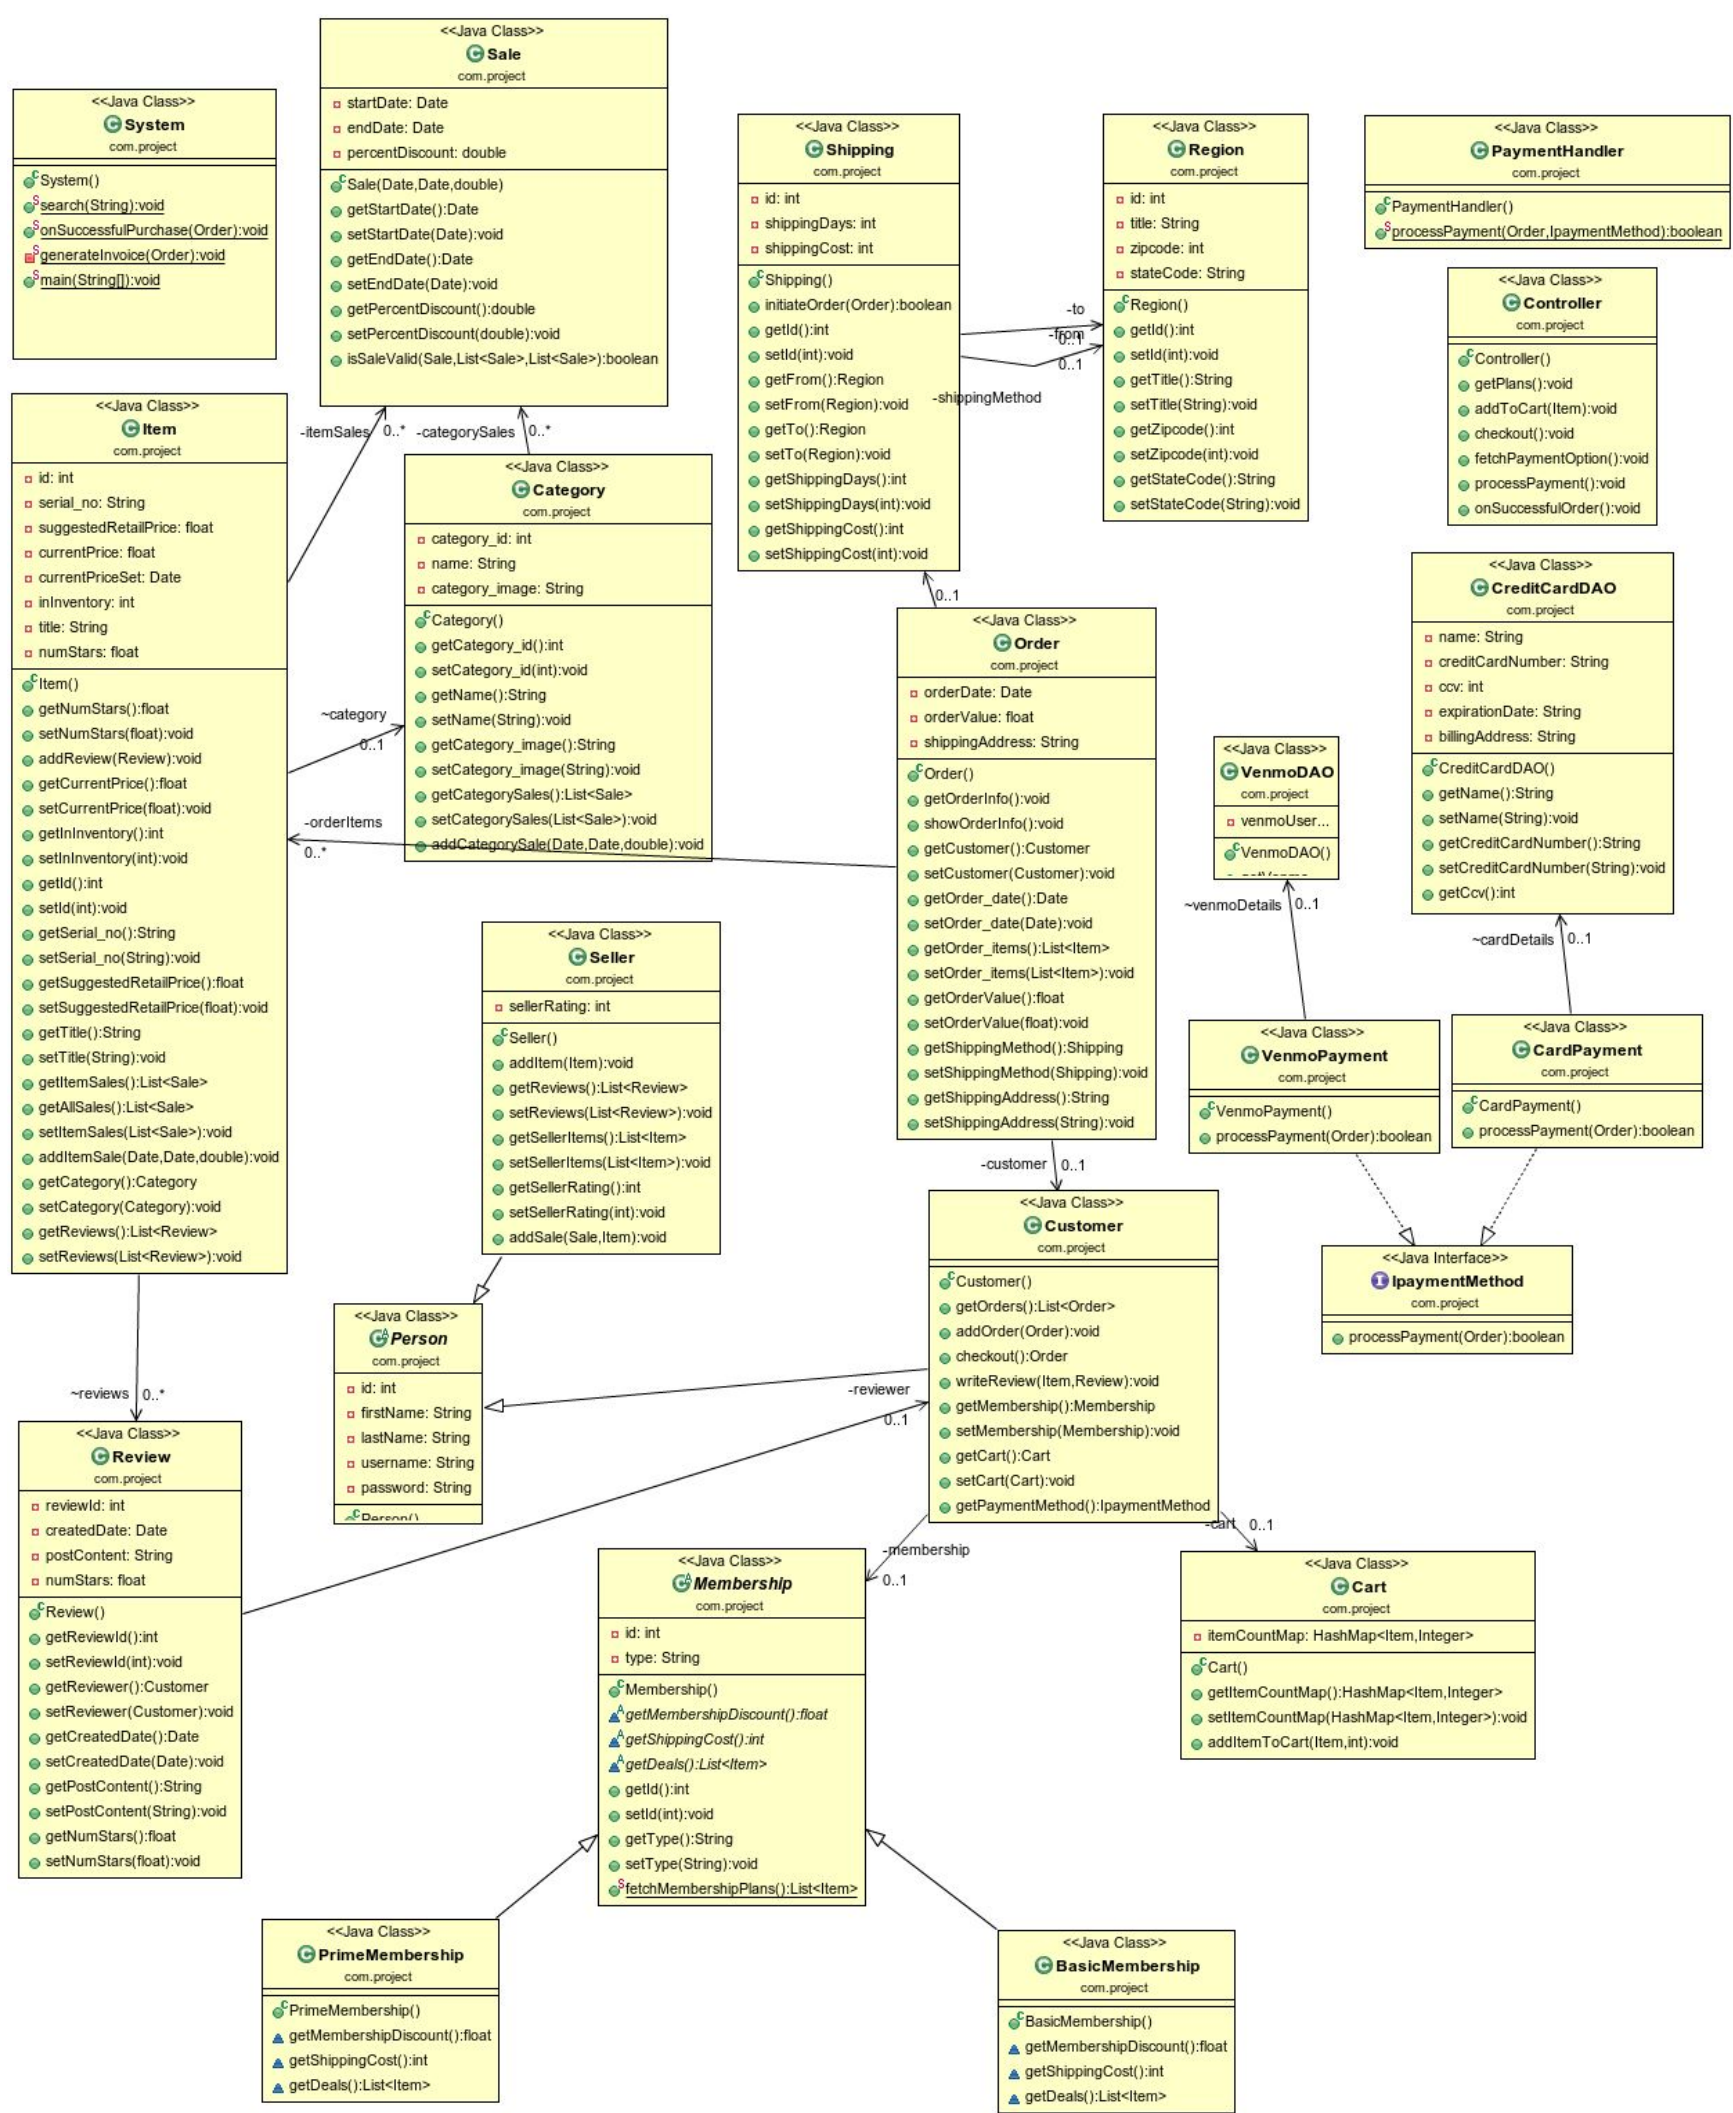 <<Java Class>>
System
com.project
System()
search(String):void
onSuccessfulPurchase(Order):void
generateInvoice(Order):void
main(String[]):void
<<Java Class>>
Sale
com.project
startDate: Date
endDate: Date
percentDiscount: double
Sale(Date,Date,double)
getStartDate():Date
setStartDate(Date):void
getEndDate():Date
setEndDate(Date):void
getPercentDiscount():double
setPercentDiscount(double):void
isSaleValid(Sale,List<Sale>,List<Sale>):boolean
<<Java Class>>
Shipping
com.project
id: int
shippingDays: int
shippingCost: int
Shipping()
initiateOrder(Order):boolean
getId():int
setId(int):void
getFrom():Region
setFrom(Region):void
getTo():Region
setTo(Region):void
getShippingDays():int
setShippingDays(int):void
getShippingCost():int
setShippingCost(int):void
-to
-from
0..1
0..1
-shippingMethod
0..1
<<Java Class>>
Region
com.project
id: int
title: String
zipcode: int
stateCode: String
Region()
getId():int
setId(int):void
getTitle():String
setTitle(String):void
getZipcode():int
setZipcode(int):void
getStateCode():String
setStateCode(String):void
<<Java Class>>
PaymentHandler
com.project
PaymentHandler()
processPayment(Order,IpaymentMethod):boolean
<<Java Class>>
Controller
com.project
Controller()
getPlans():void
addToCart(Item):void
checkout():void
fetchPaymentOption():void
processPayment():void
onSuccessfulOrder():void
<<Java Class>>
Item
com.project
id: int
serial_no: String
suggestedRetailPrice: float
currentPrice: float
currentPriceSet: Date
inInventory: int
title: String
numStars: float
Item()
getNumStars():float
setNumStars(float):void
addReview(Review):void
getCurrentPrice():float
setCurrentPrice(float):void
getInInventory():int
setInInventory(int):void
getId():int
setId(int):void
getSerial_no():String
setSerial_no(String):void
getSuggestedRetailPrice():float
setSuggestedRetailPrice(float):void
getTitle():String
setTitle(String):void
getItemSales():List<Sale>
getAllSales():List<Sale>
setItemSales(List<Sale>):void
addItemSale(Date,Date,double):void
getCategory():Category
setCategory(Category):void
getReviews():List<Review>
setReviews(List<Review>):void
-itemSales
0..*
-categorySales
0..*
<<Java Class>>
Category
com.project
category_id: int
name: String
category_image: String
Category()
getCategory_id():int
setCategory_id(int):void
getName():String
setName(String):void
getCategory_image():String
setCategory_image(String):void
getCategorySales():List<Sale>
setCategorySales(List<Sale>):void
addCategorySale(Date,Date,double):void
~category
0..1
-orderItems
0..*
<<Java Class>>
Order
com.project
orderDate: Date
orderValue: float
shippingAddress: String
Order()
getOrderInfo():void
showOrderInfo():void
getCustomer():Customer
setCustomer(Customer):void
getOrder_date():Date
setOrder_date(Date):void
getOrder_items():List<Item>
setOrder_items(List<Item>):void
getOrderValue():float
setOrderValue(float):void
getShippingMethod():Shipping
setShippingMethod(Shipping):void
getShippingAddress():String
setShippingAddress(String):void
-customer
0..1
<<Java Class>>
CreditCardDAO
com.project
name: String
creditCardNumber: String
ccv: int
expirationDate: String
billingAddress: String
CreditCardDAO()
getName():String
setName(String):void
getCreditCardNumber():String
setCreditCardNumber(String):void
getCcv():int
<<Java Class>>
VenmoDAO
com.project
venmoUser...
VenmoDAO()
~venmoDetails
0..1
~cardDetails
0..1
<<Java Class>>
VenmoPayment
com.project
VenmoPayment()
processPayment(Order):boolean
<<Java Class>>
CardPayment
com.project
CardPayment()
processPayment(Order):boolean
<<Java Interface>>
IpaymentMethod
com.project
processPayment(Order):boolean
<<Java Class>>
Seller
com.project
sellerRating: int
Seller()
addItem(Item):void
getReviews():List<Review>
setReviews(List<Review>):void
getSellerItems():List<Item>
setSellerItems(List<Item>):void
getSellerRating():int
setSellerRating(int):void
addSale(Sale,Item):void
<<Java Class>>
Person
com.project
id: int
firstName: String
lastName: String
username: String
password: String
Person()
<<Java Class>>
Customer
com.project
Customer()
getOrders():List<Order>
addOrder(Order):void
checkout():Order
writeReview(Item,Review):void
getMembership():Membership
setMembership(Membership):void
getCart():Cart
setCart(Cart):void
getPaymentMethod():IpaymentMethod
-reviewer
0..1
~reviews
0..*
-membership
0..1
-cart
0..1
<<Java Class>>
Review
com.project
reviewId: int
createdDate: Date
postContent: String
numStars: float
Review()
getReviewId():int
setReviewId(int):void
getReviewer():Customer
setReviewer(Customer):void
getCreatedDate():Date
setCreatedDate(Date):void
getPostContent():String
setPostContent(String):void
getNumStars():float
setNumStars(float):void
<<Java Class>>
Membership
com.project
id: int
type: String
Membership()
getMembershipDiscount():float
getShippingCost():int
getDeals():List<Item>
getId():int
setId(int):void
getType():String
setType(String):void
fetchMembershipPlans():List<Item>
<<Java Class>>
Cart
com.project
itemCountMap: HashMap<Item,Integer>
Cart()
getItemCountMap():HashMap<Item,Integer>
setItemCountMap(HashMap<Item,Integer>):void
addItemToCart(Item,int):void
<<Java Class>>
PrimeMembership
com.project
PrimeMembership()
getMembershipDiscount():float
getShippingCost():int
getDeals():List<Item>
<<Java Class>>
BasicMembership
com.project
BasicMembership()
getMembershipDiscount():float
getShippingCost():int
getDeals():List<Item>